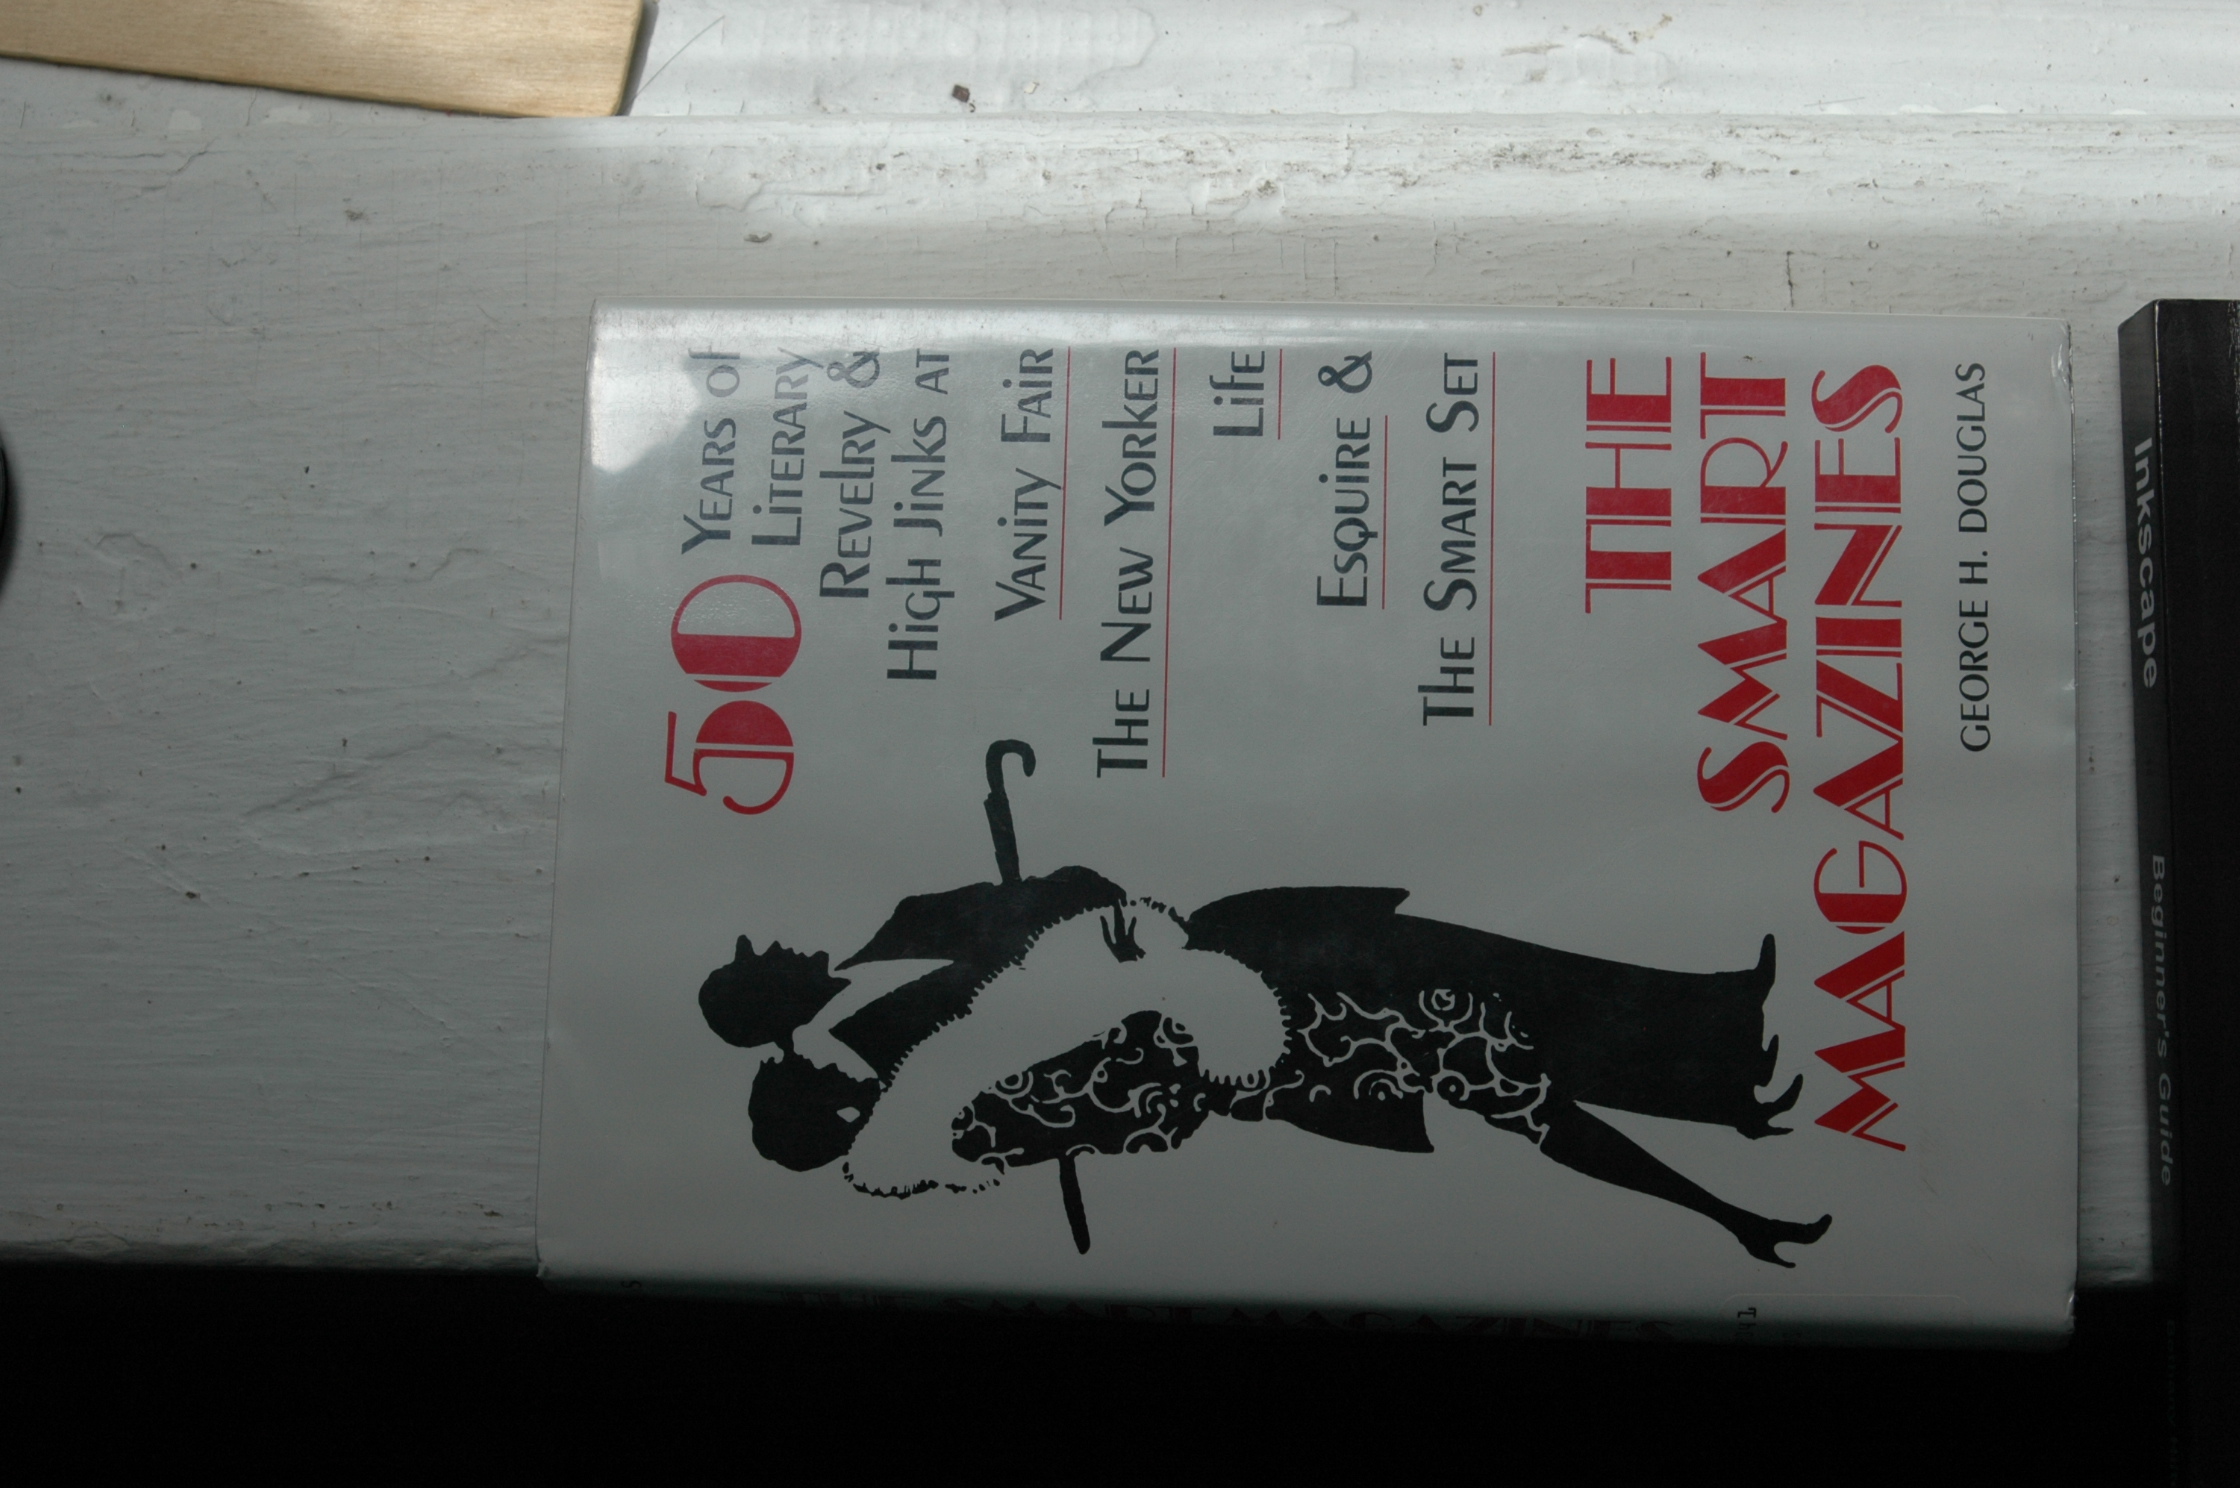 50 Years of
Literary
Revelry &
High Jinks at
Vanity Fair
The New Yorker
Life
Esquire &
The Smart Set
THE
SMART
MAGAZINES
GEORGE H. DOUGLAS
Inkscape Beginner's Guide